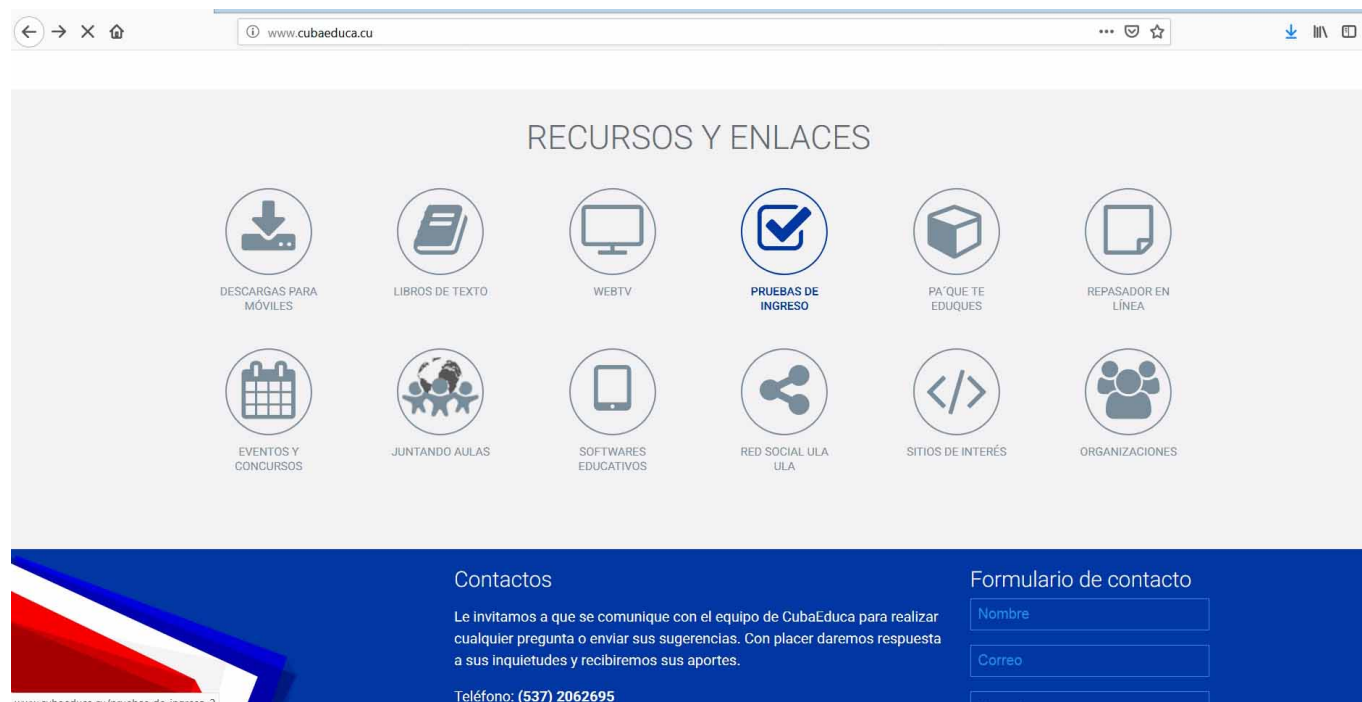 www.cubaeduca.cu
RECURSOS Y ENLACES
DESCARGAS PARA
MÓVILES
LIBROS DE TEXTO
WEBTV
PRUEBAS DE
INGRESO
PA´QUE TE
EDUQUES
REPASADOR EN
LÍNEA
EVENTOS Y
CONCURSOS
JUNTANDO AULAS
SOFTWARES
EDUCATIVOS
RED SOCIAL ULA
ULA
SITIOS DE INTERÉS
ORGANIZACIONES
Contactos
Le invitamos a que se comunique con el equipo de CubaEduca para realizar
cualquier pregunta o enviar sus sugerencias. Con placer daremos respuesta
a sus inquietudes y recibiremos sus aportes.
Teléfono: (537) 2062695
Formulario de contacto
Nombre
Correo